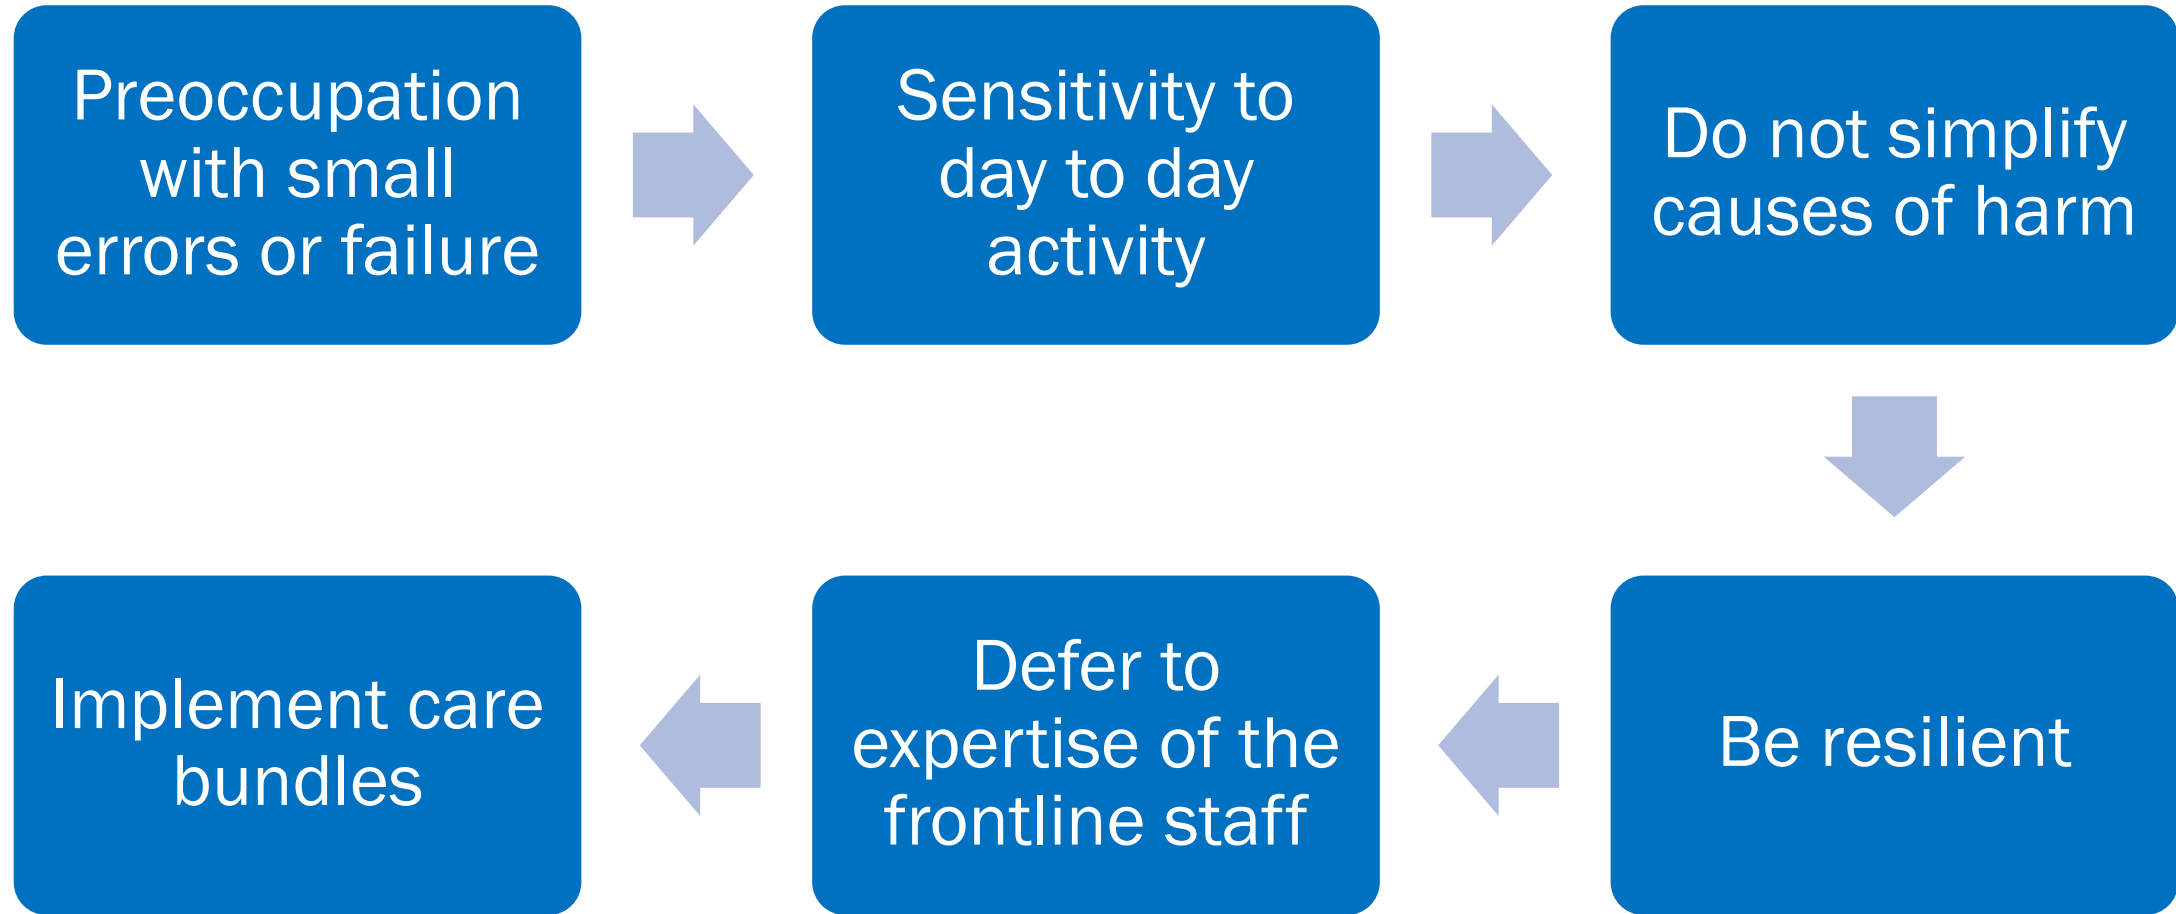 Preoccupation
with small
errors or failure
Sensitivity to
day to day
activity
Do not simplify
causes of harm
Be resilient
Defer to
expertise of the
frontline staff
Implement care
bundles